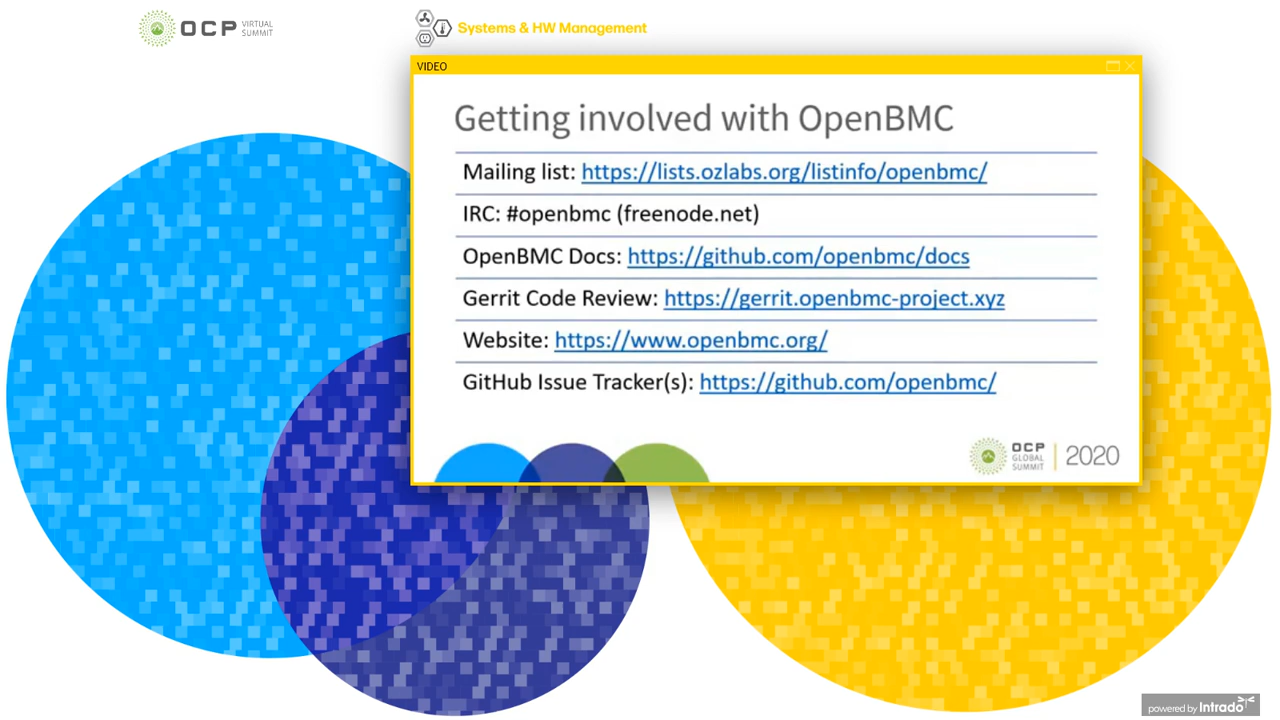 OCP VIRTUAL SUMMIT
Systems & HW Management
VIDEO
Getting involved with OpenBMC
Mailing list: https://lists.ozlabs.org/listinfo/openbmc/
IRC: #openbmc (freenode.net)
OpenBMC Docs: https://github.com/openbmc/docs
Gerrit Code Review: https://gerrit.openbmc-project.xyz
Website: https://www.openbmc.org/
GitHub Issue Tracker(s): https://github.com/openbmc/
OCP GLOBAL SUMMIT 2020
powered by Intrado